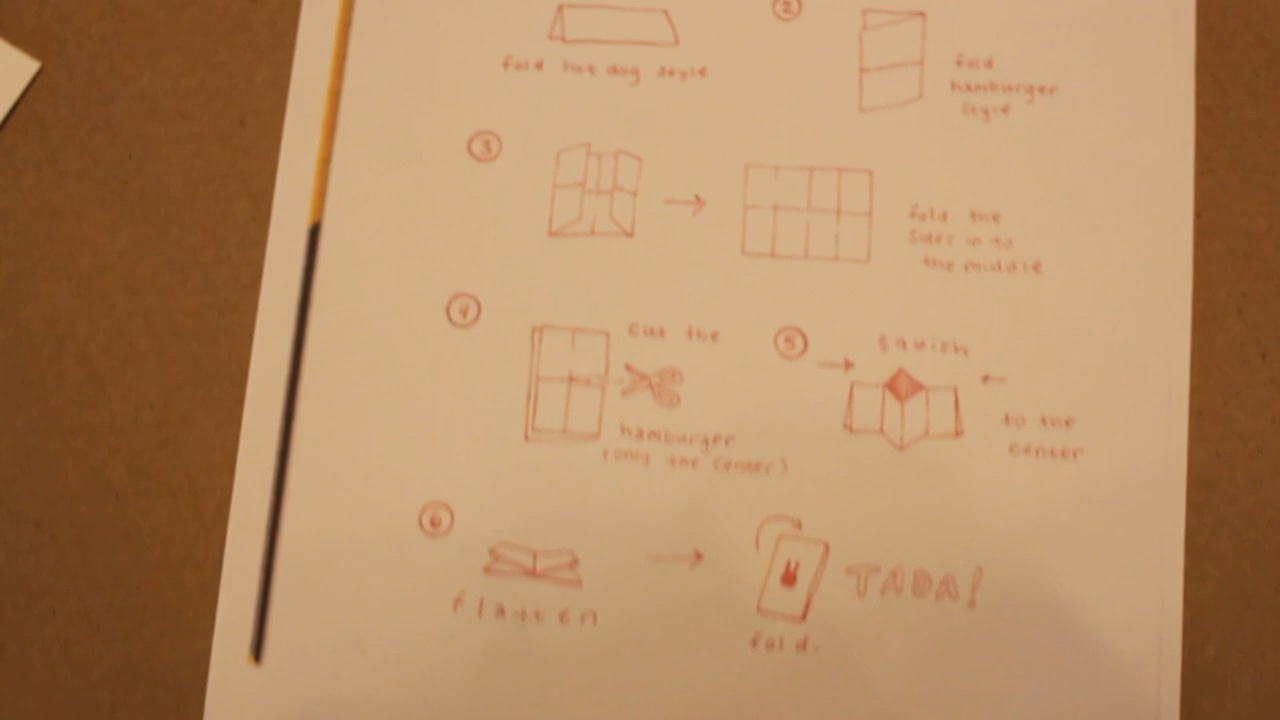 fold hot dog style
2
fold
hamburger
style
3
fold the
sides in to
the middle
4
cut the
hamburger
(only the center)
5
squish
to the
center
6
flatten
fold.
TADA!